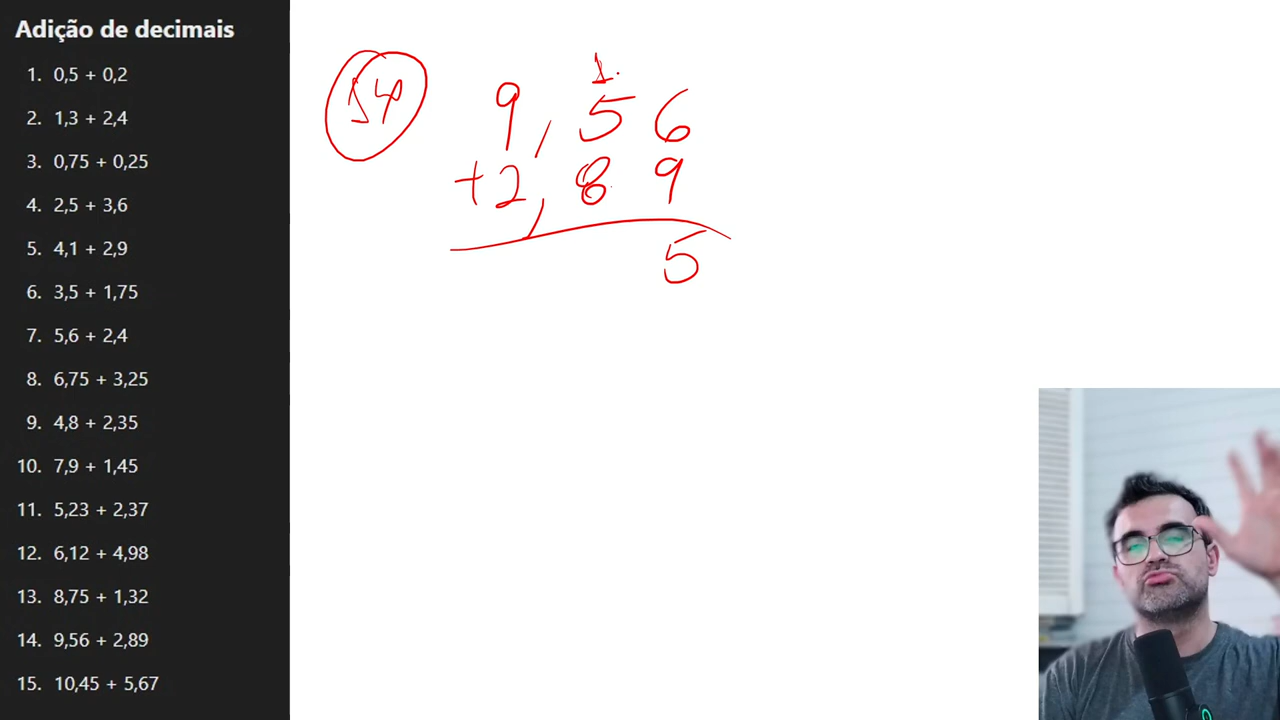 Adição de decimais
1. 0,5 + 0,2
2. 1,3 + 2,4
3. 0,75 + 0,25
4. 2,5 + 3,6
5. 4,1 + 2,9
6. 3,5 + 1,75
7. 5,6 + 2,4
8. 6,75 + 3,25
9. 4,8 + 2,35
10. 7,9 + 1,45
11. 5,23 + 2,37
12. 6,12 + 4,98
13. 8,75 + 1,32
14. 9,56 + 2,89
15. 10,45 + 5,67
14
1
9,56
+2,89
5